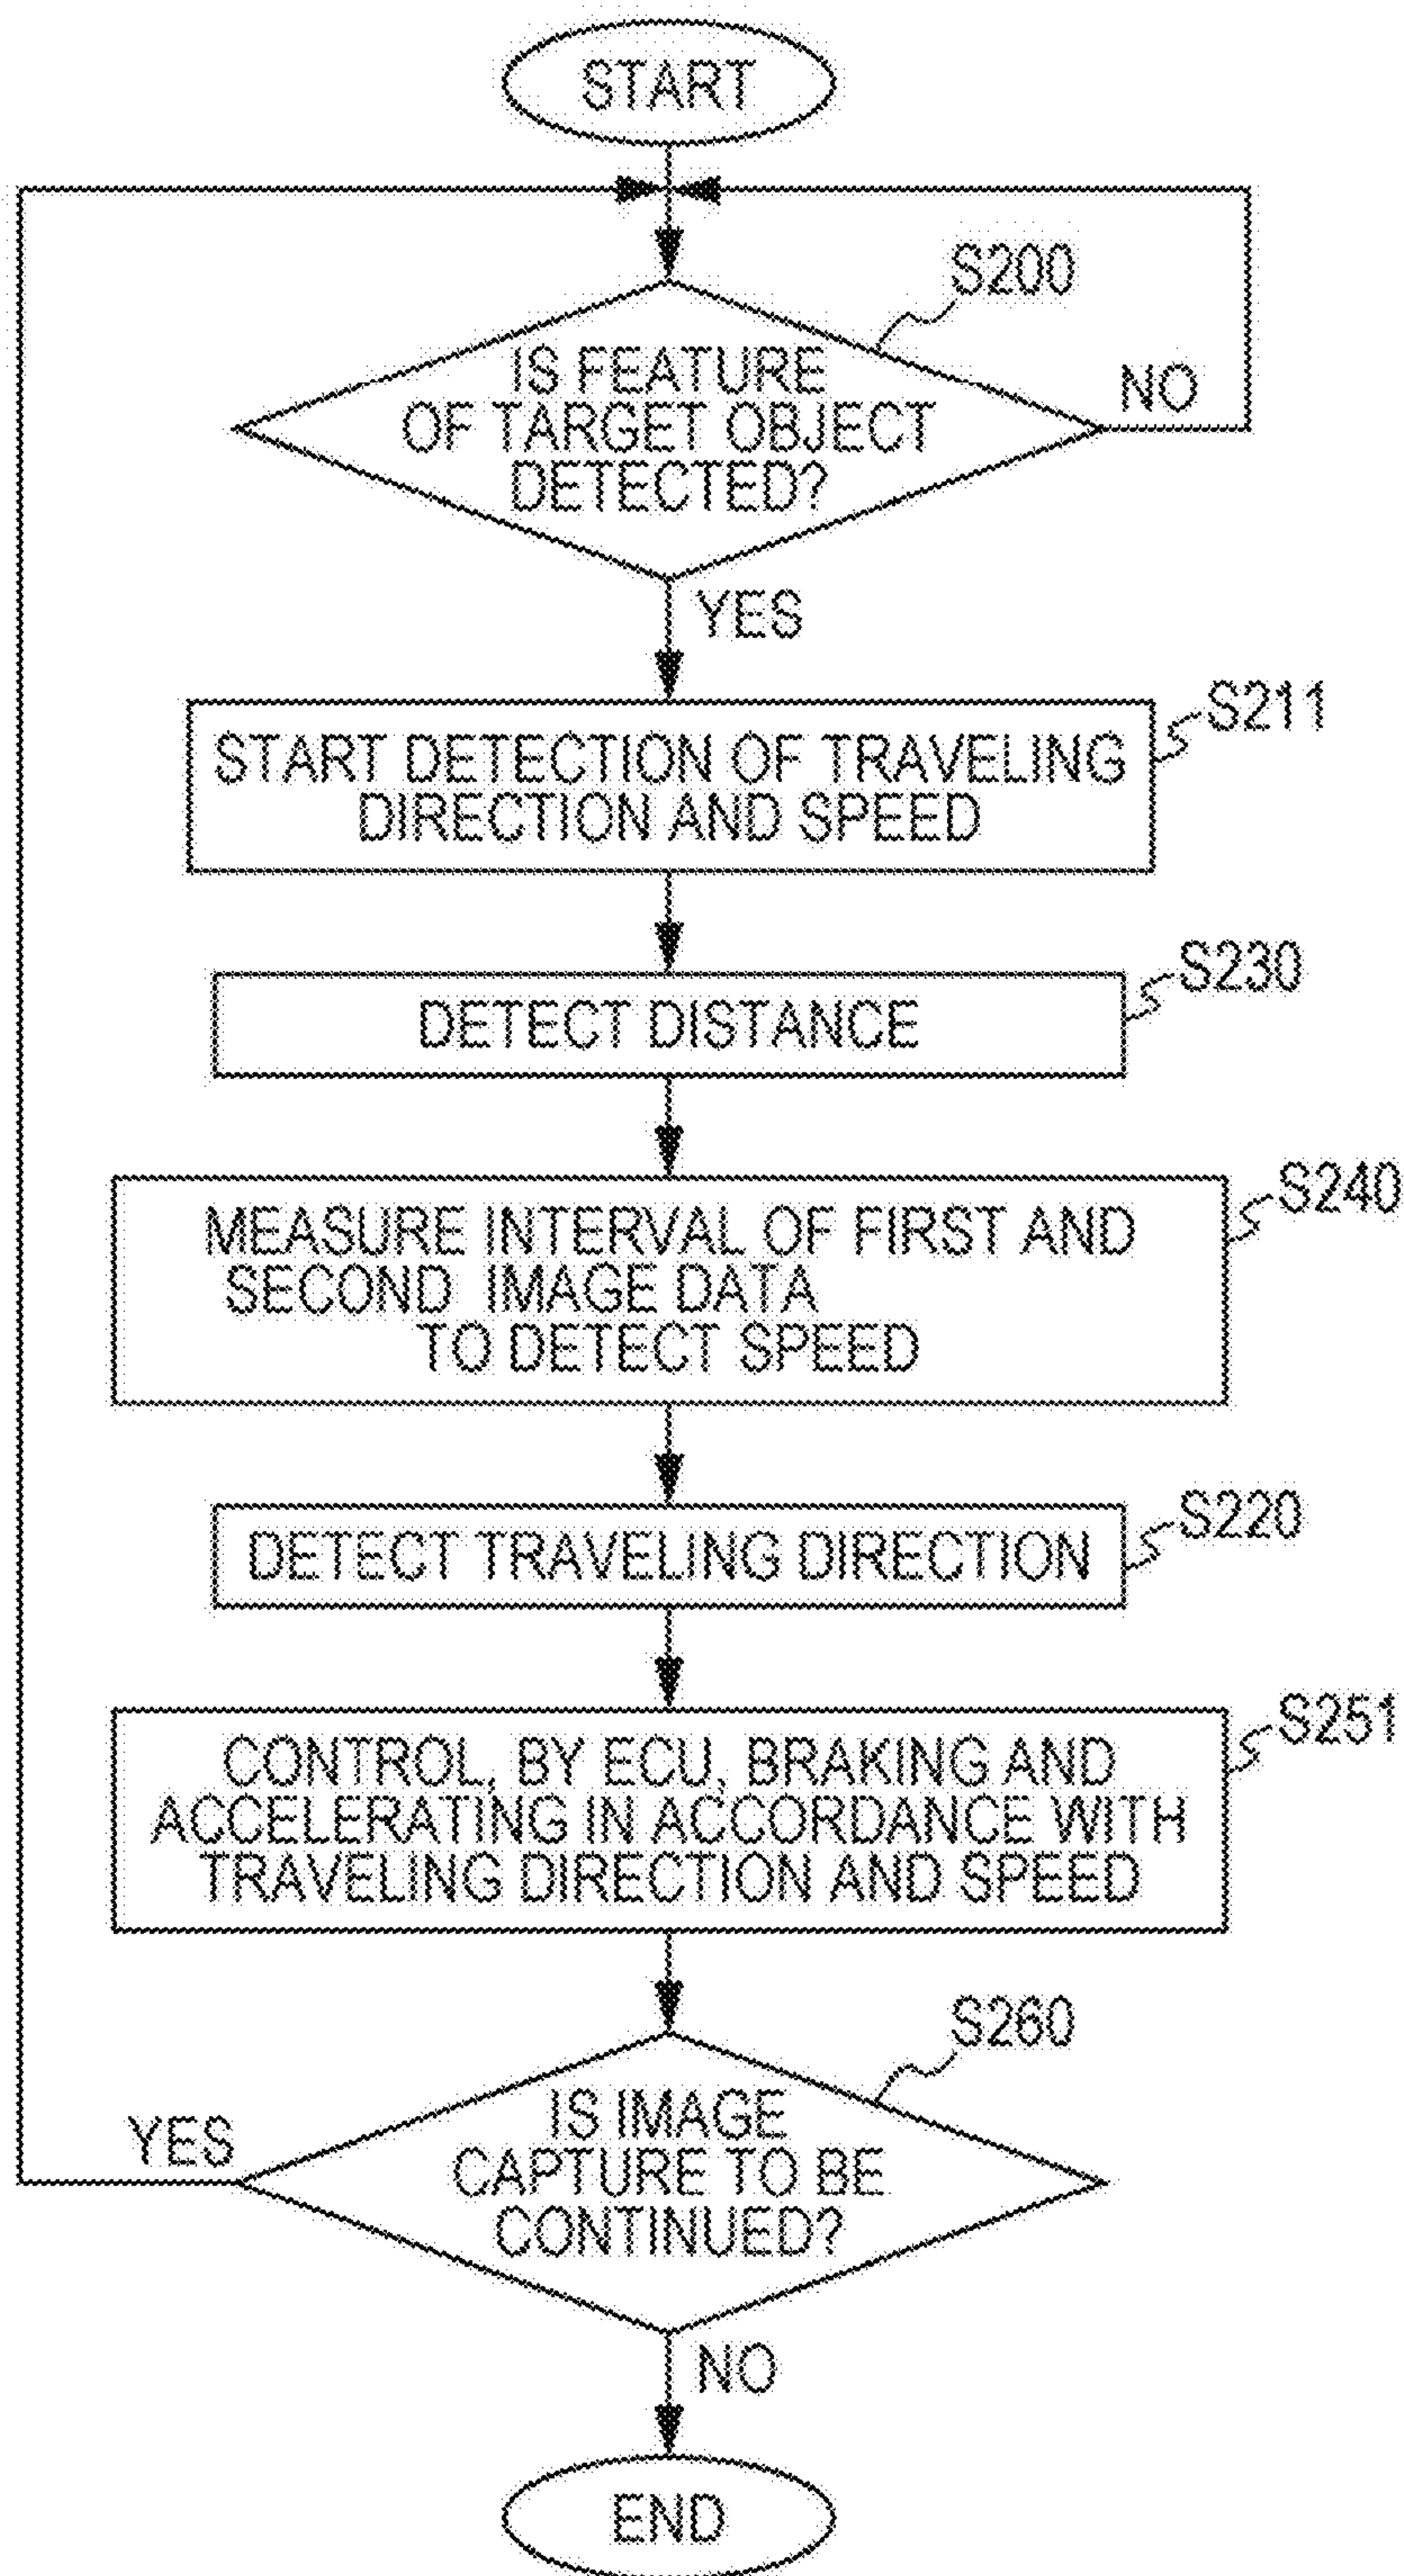 START
S200
IS FEATURE
OF TARGET OBJECT
DETECTED?
NO
YES
S211
START DETECTION OF TRAVELING
DIRECTION AND SPEED
S230
DETECT DISTANCE
S240
MEASURE INTERVAL OF FIRST AND
SECOND IMAGE DATA
TO DETECT SPEED
S220
DETECT TRAVELING DIRECTION
S251
CONTROL, BY ECU, BRAKING AND
ACCELERATING IN ACCORDANCE WITH
TRAVELING DIRECTION AND SPEED
S260
IS IMAGE
CAPTURE TO BE
CONTINUED?
YES
NO
END